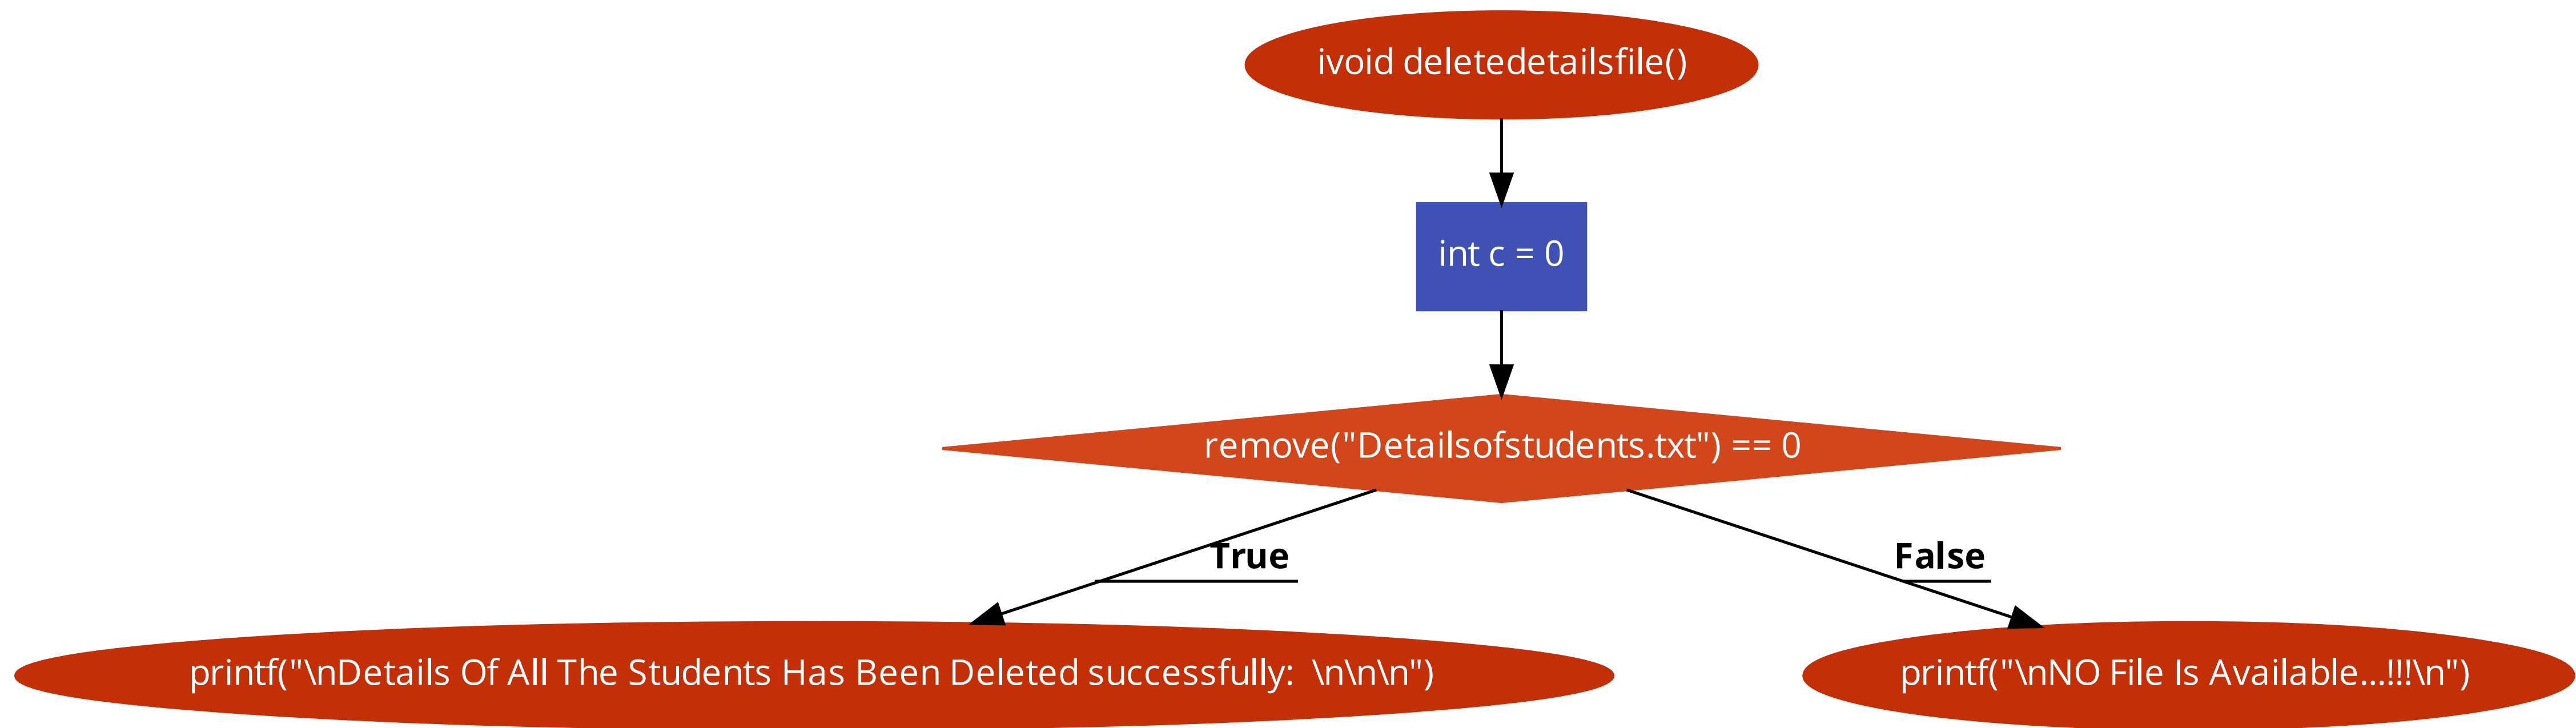 ivoid deletedetailsfile()
int c = 0
remove("Detailsofstudents.txt") == 0
True
False
printf("\nDetails Of All The Students Has Been Deleted successfully:  \n\n\n")
printf("\nNO File Is Available...!!!\n")